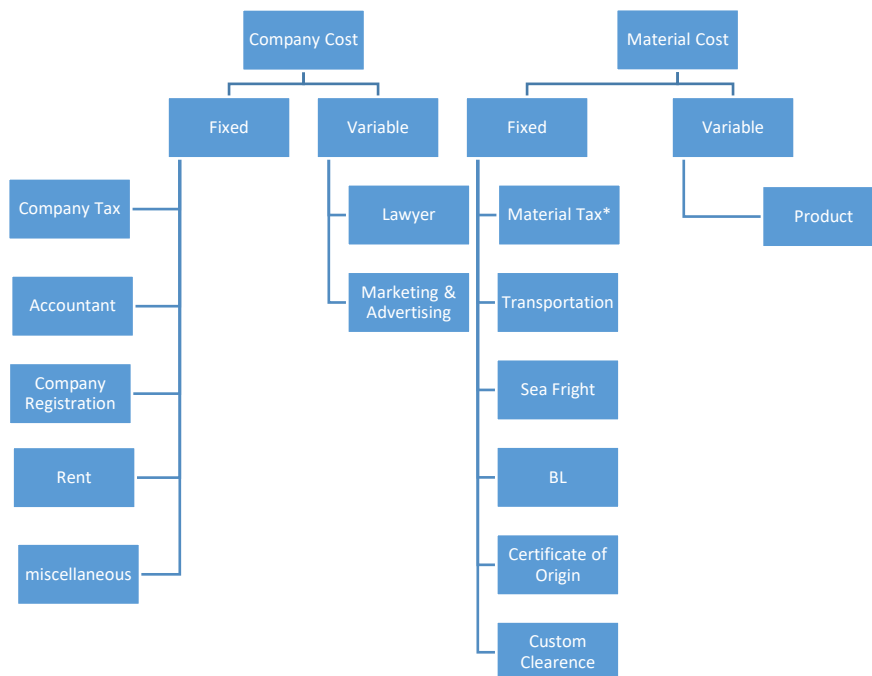 Company Cost
Fixed
Company Tax
Accountant
Company
Registration
Rent
miscellaneous
Variable
Lawyer
Marketing &
Advertising
Material Cost
Fixed
Material Tax*
Transportation
Sea Fright
BL
Certificate of
Origin
Custom
Clearence
Variable
Product